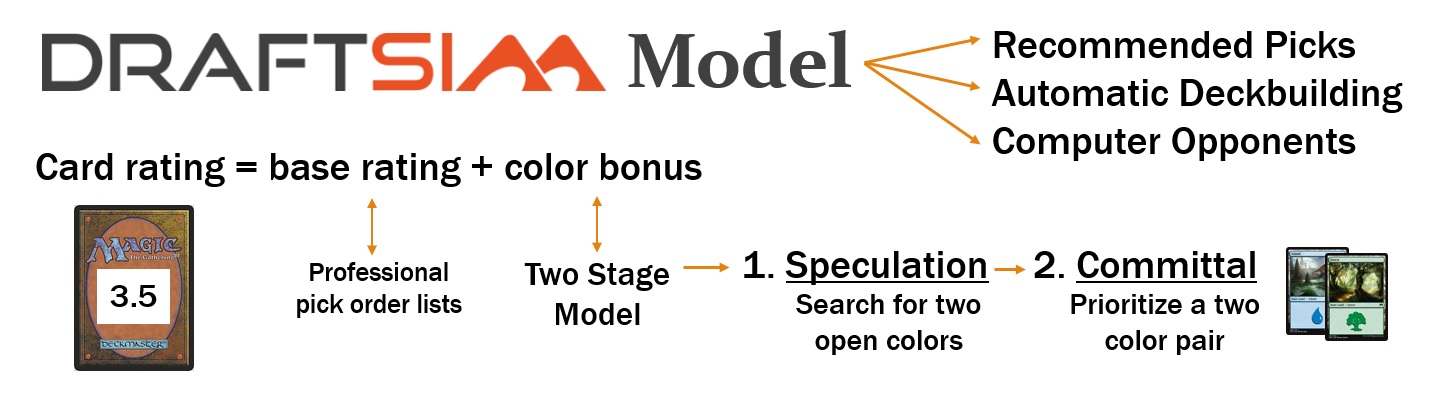 DRAFTSIM Model
Recommended Picks
Automatic Deckbuilding
Computer Opponents
Card rating = base rating + color bonus
MAGIC
The Gathering
3.5
DECKMASTER
Professional
pick order lists
Two Stage
Model
1. Speculation
Search for two
open colors
2. Committal
Prioritize a two
color pair